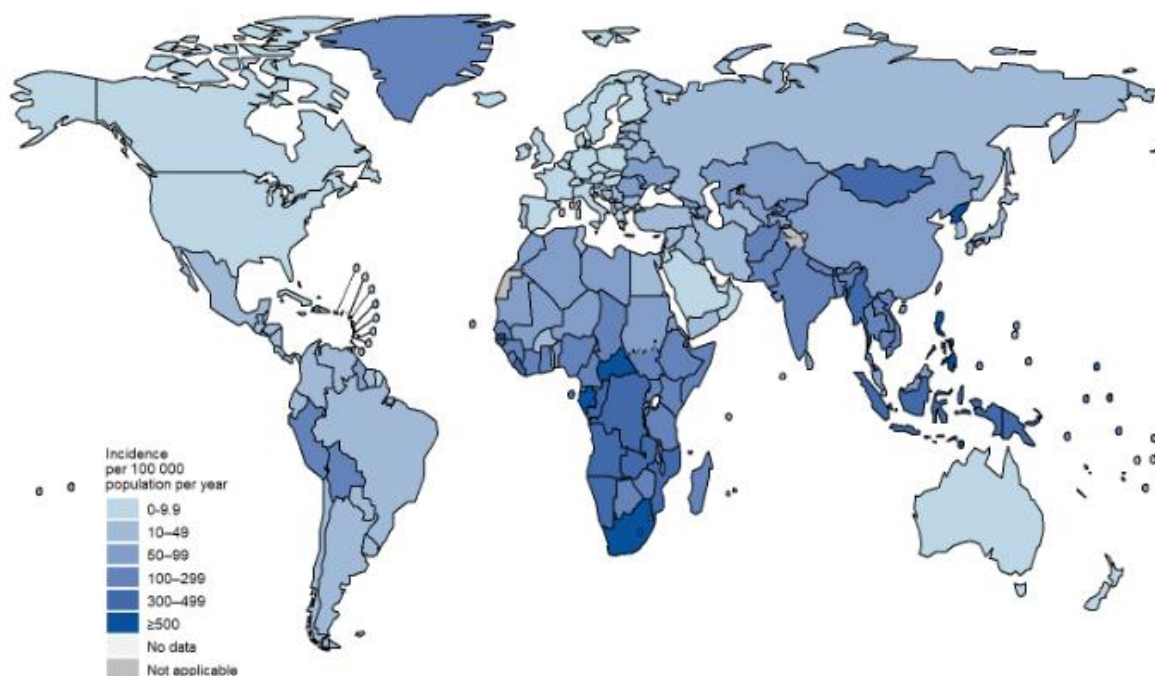 Incidence
per 100 000
population per year
0-9.9
10–49
50–99
100–299
300–499
≥500
No data
Not applicable